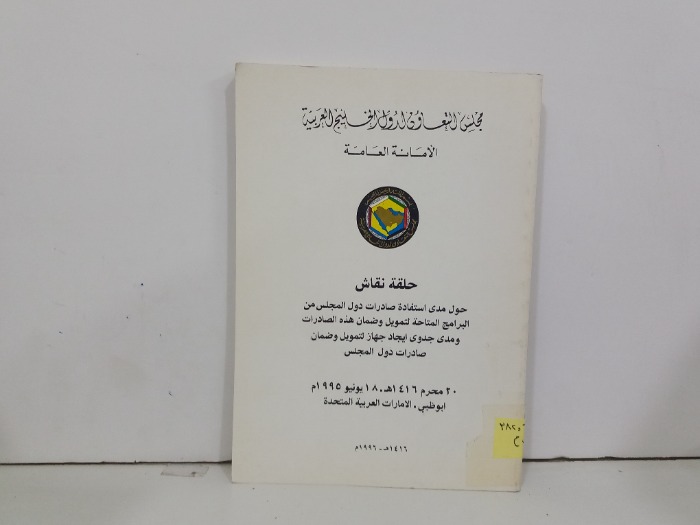 مجلس التعاون لدول الخليج العربية
الأمانة العامة
حلقة نقاش
حول مدى استفادة صادرات دول المجلس من
البرامج المتاحة لتمويل وضمان هذه الصادرات
ومدى جدوى ايجاد جهاز لتمويل وضمان
صادرات دول المجلس
٢٠ محرم ١٤١٦هـ . ١٨ يونيو ١٩٩٥م
ابوظبي . الامارات العربية المتحدة
١٤١٦هـ - ١٩٩٦م